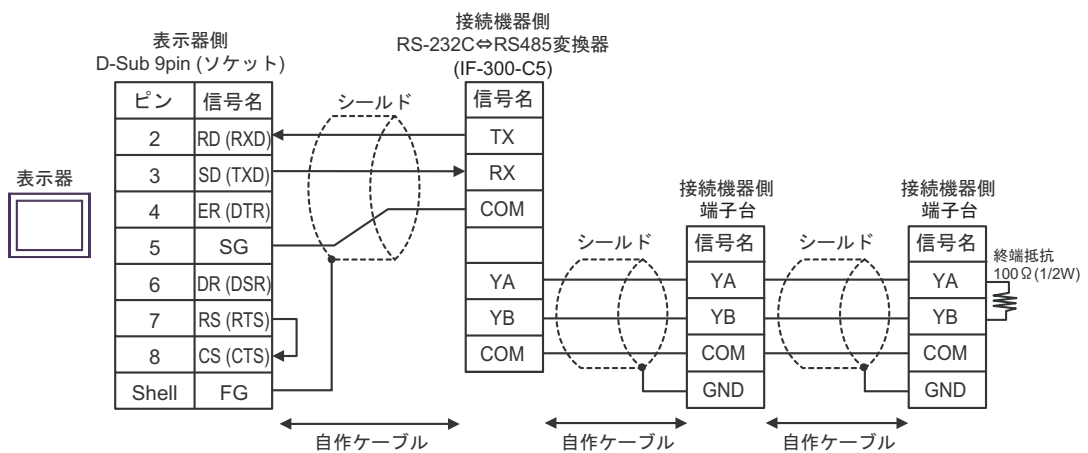 接続機器側
RS-232C⇔RS485変換器
(IF-300-C5)
表示器側
D-Sub 9pin (ソケット)
表示器
ピン 信号名
2 RD (RXD)
3 SD (TXD)
4 ER (DTR)
5 SG
6 DR (DSR)
7 RS (RTS)
8 CS (CTS)
Shell FG
シールド
信号名
TX
RX
COM
YA
YB
COM
シールド
接続機器側
端子台
信号名
YA
YB
COM
GND
シールド
接続機器側
端子台
信号名
YA
YB
COM
GND
終端抵抗
100Ω(1/2W)
自作ケーブル
自作ケーブル
自作ケーブル